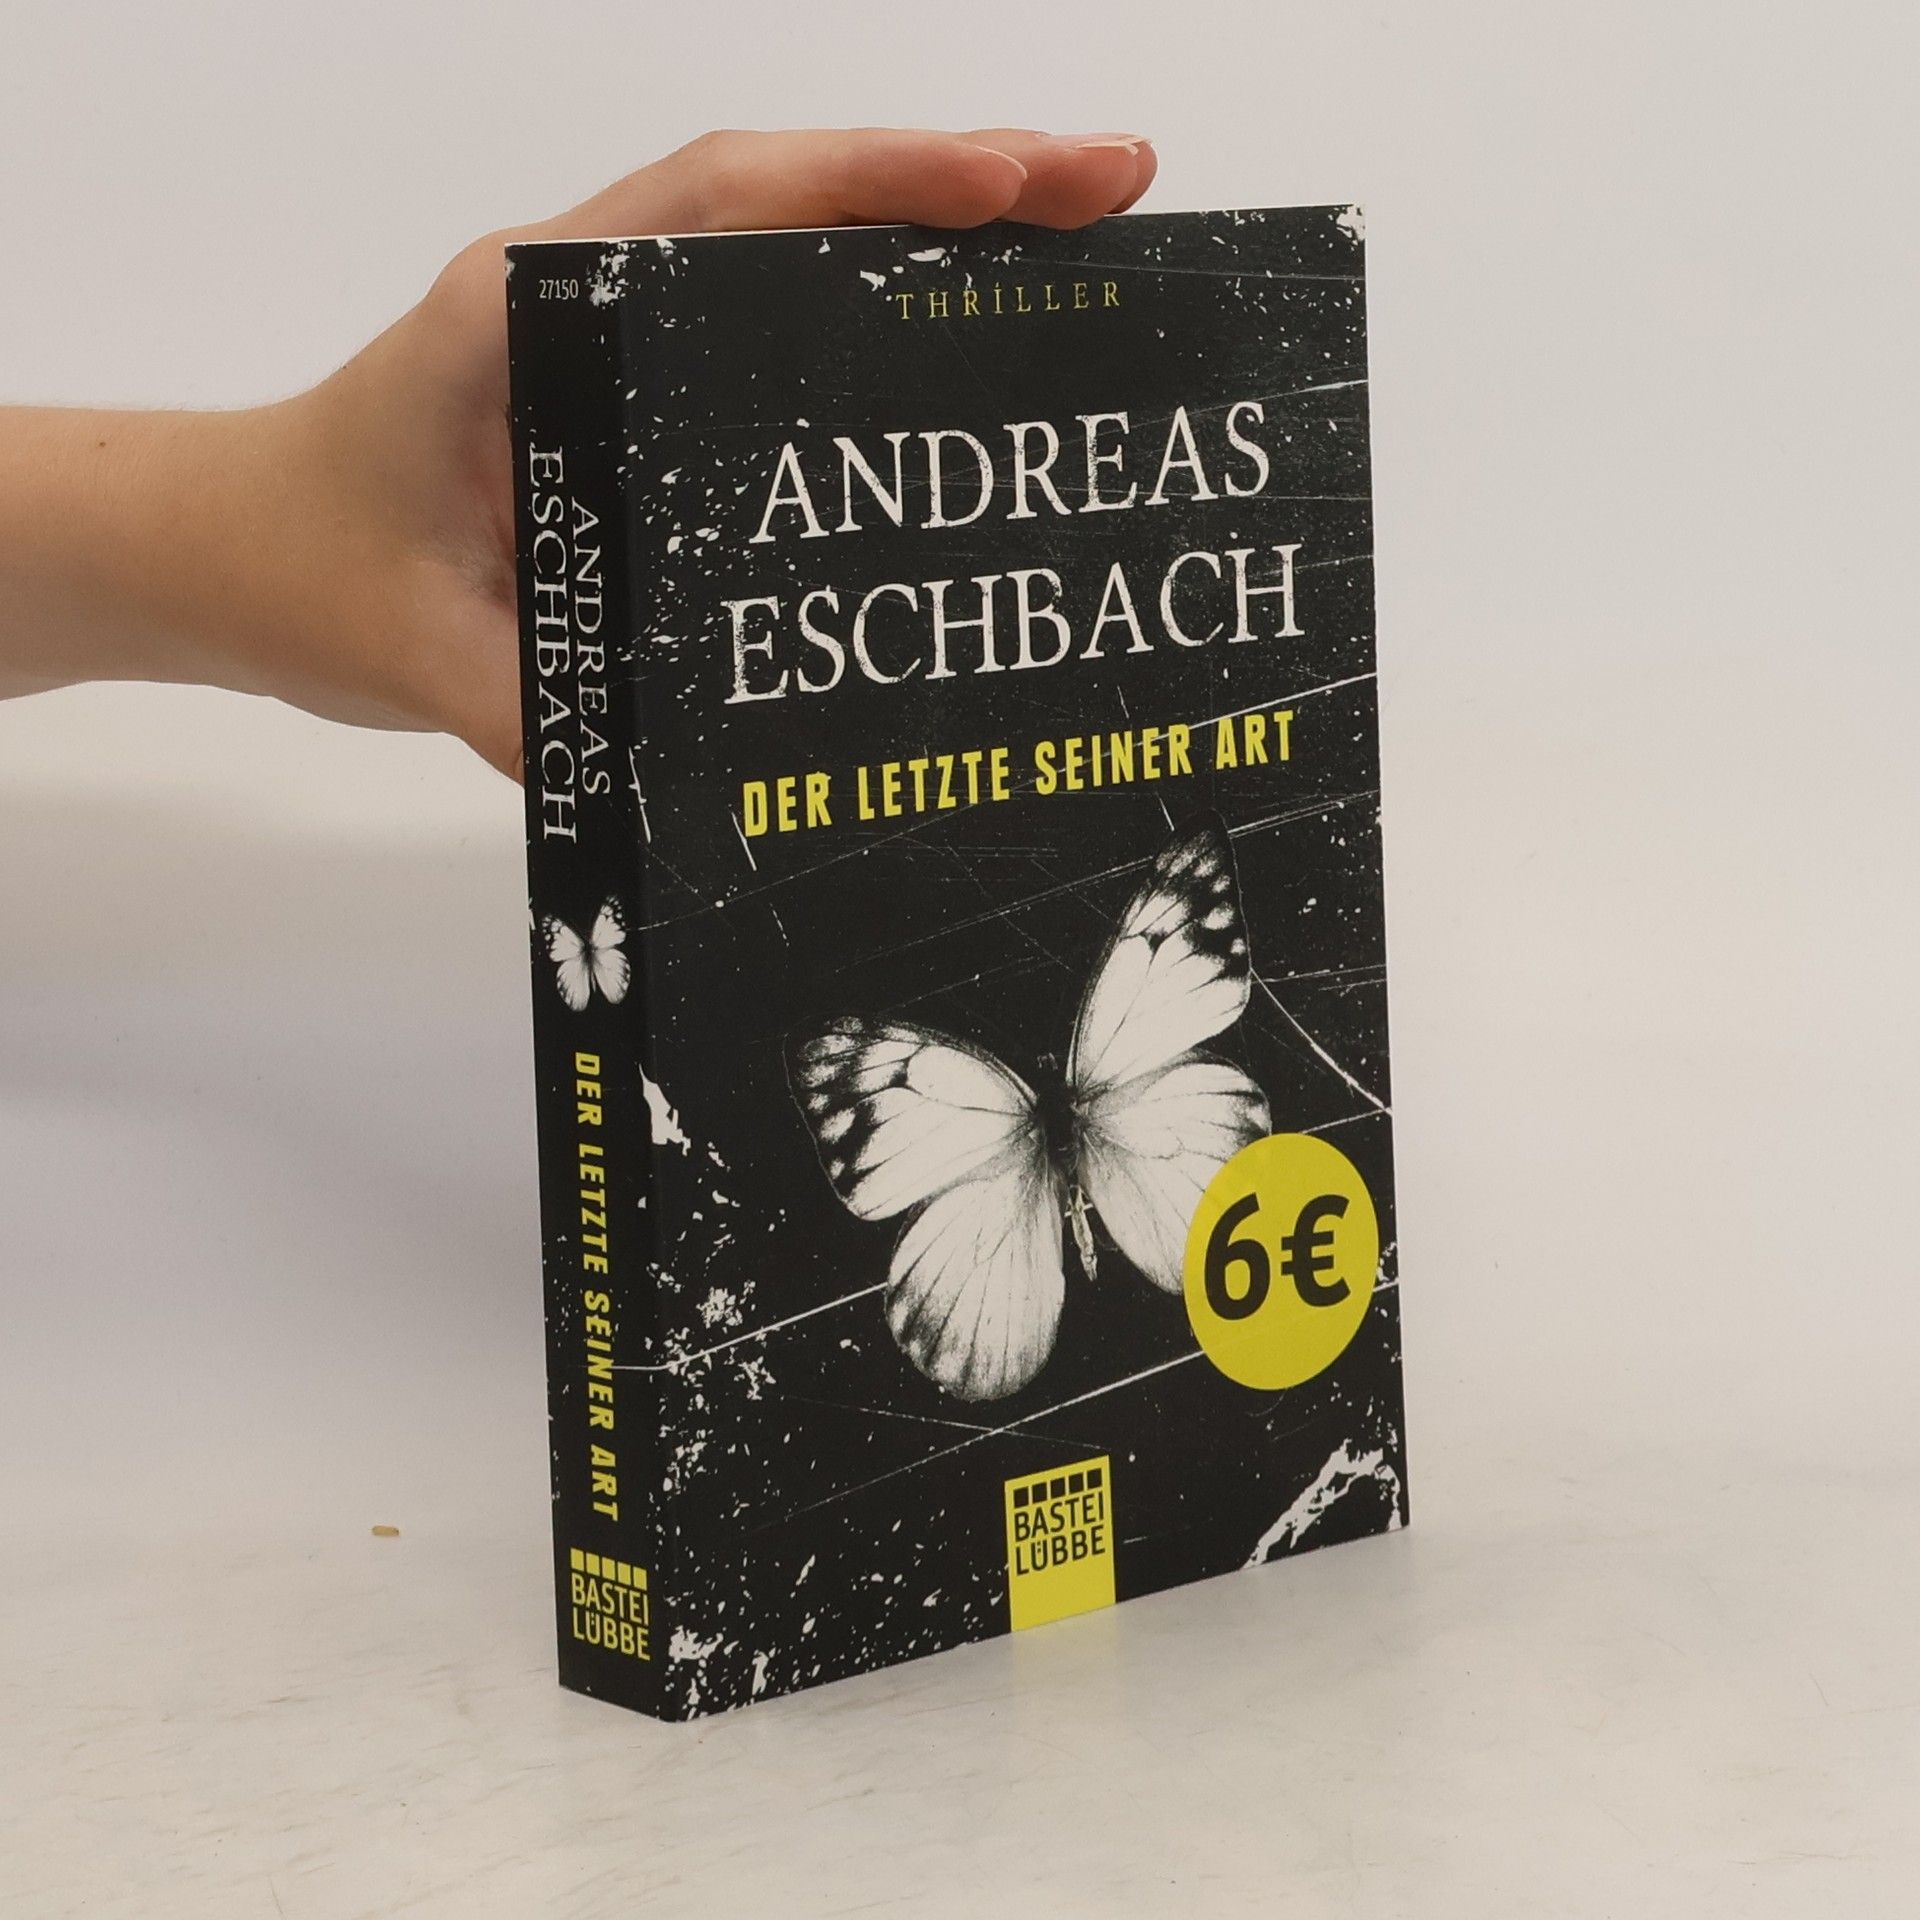 27150
ANDREAS
ESCHBACH
DER LETZTE SEINER ART
BASTEI
LÜBBE
THRILLER
ANDREAS
ESCHBACH
DER LETZTE SEINER ART
6€
BASTEI
LÜBBE